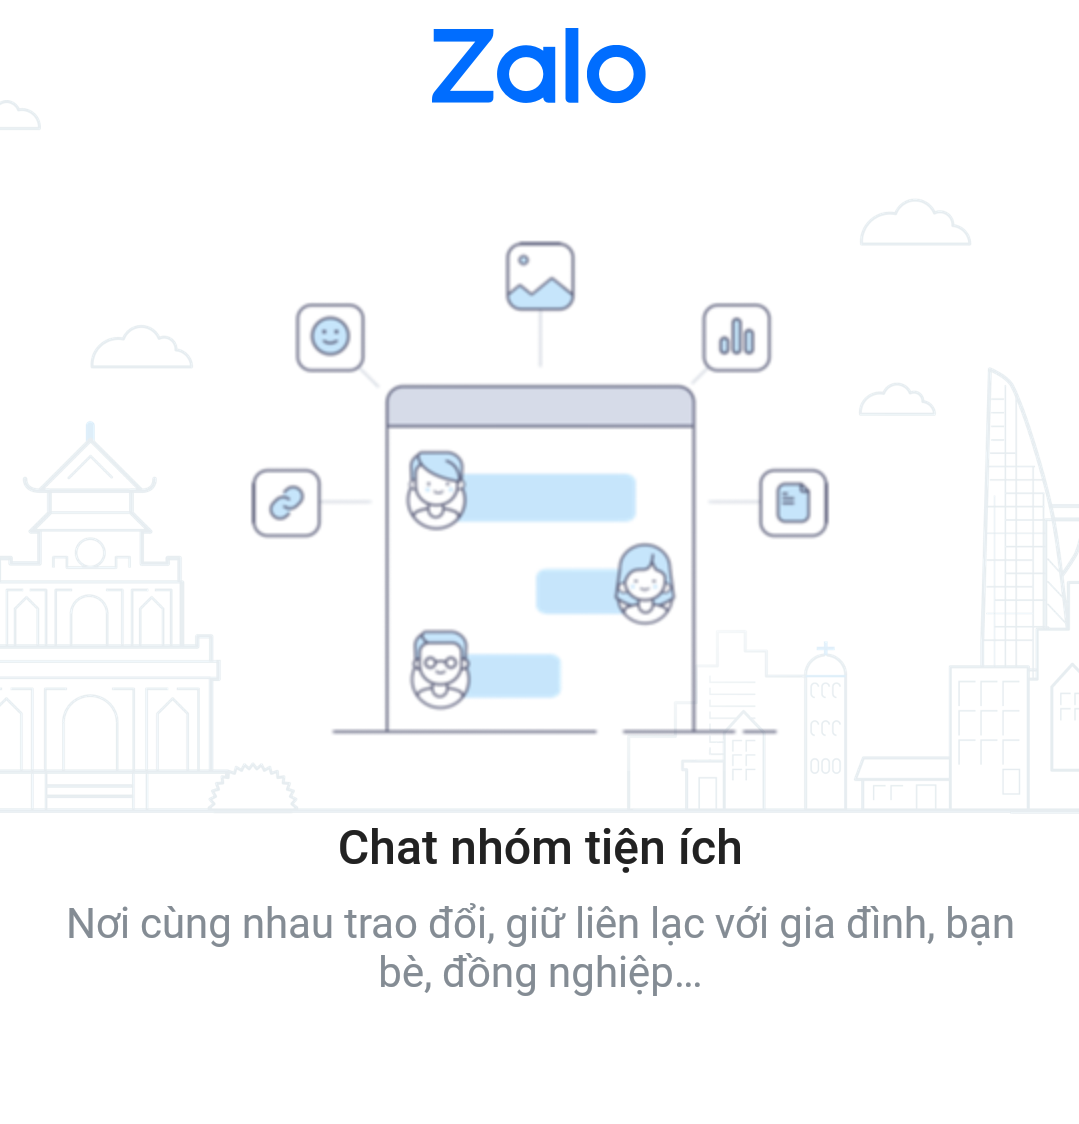 Zalo
Chat nhóm tiện ích
Nơi cùng nhau trao đổi, giữ liên lạc với gia đình, bạn
bè, đồng nghiệp…